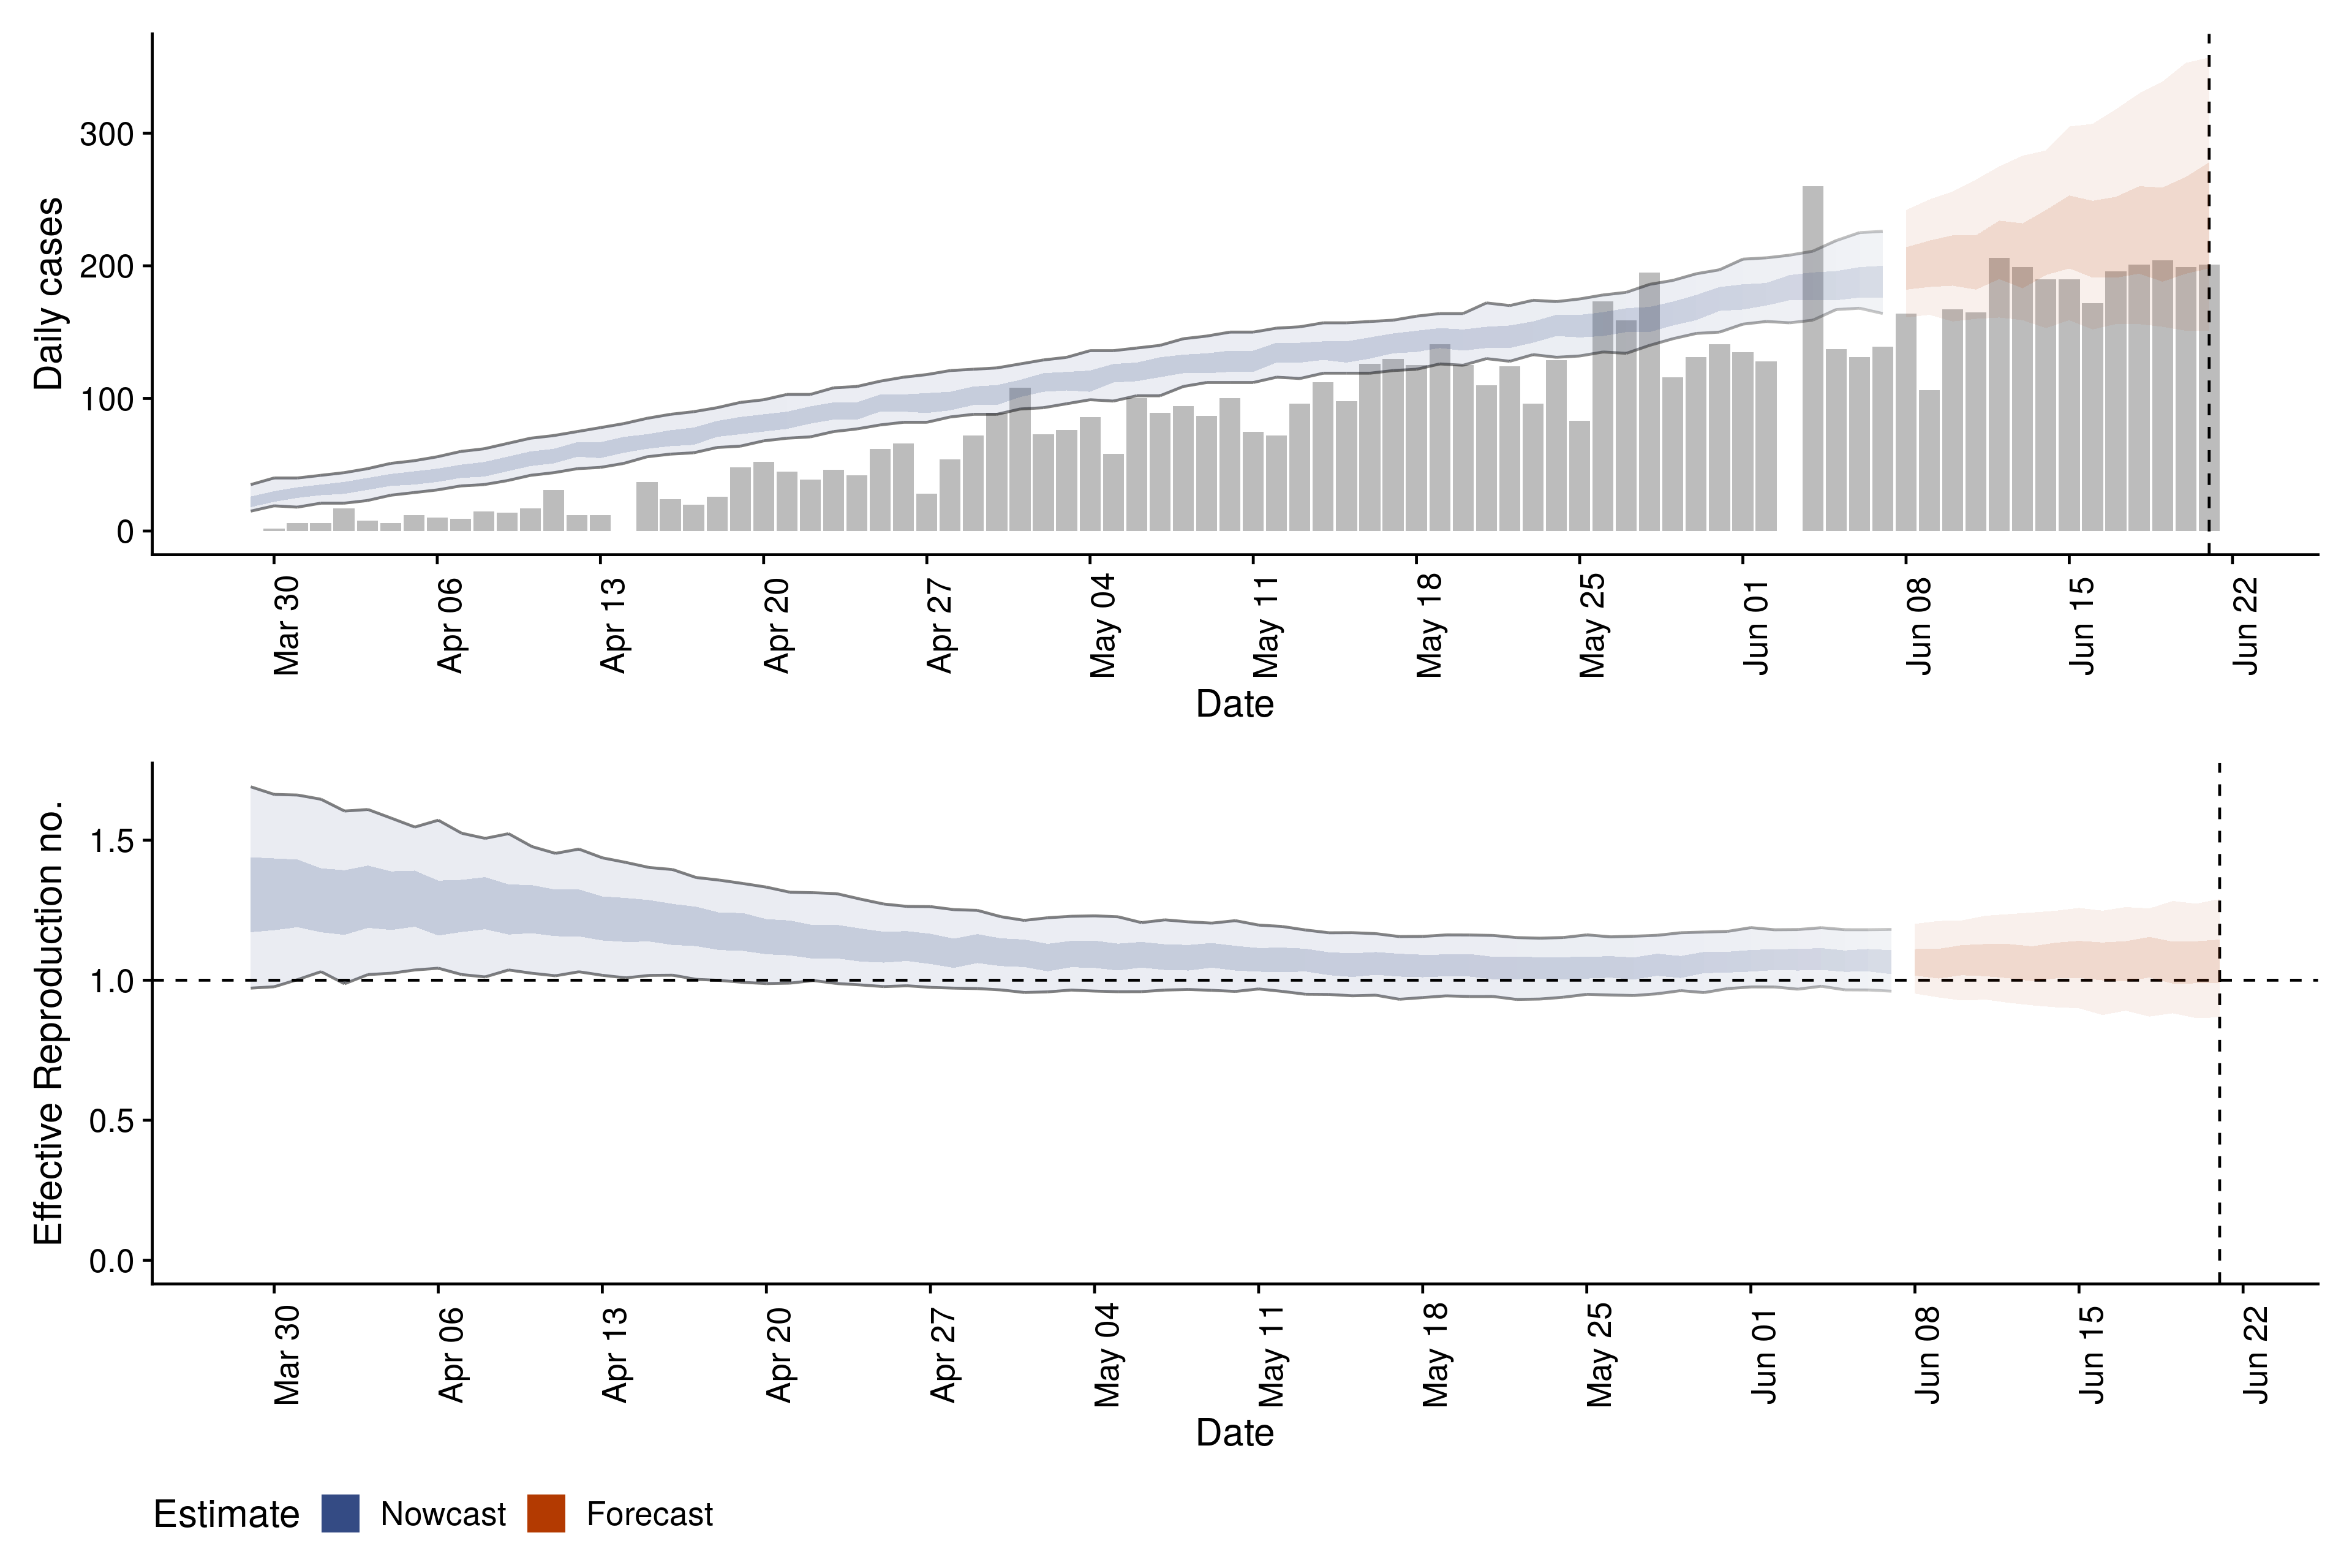 Daily cases
300
200
100
0
Mar 30
Apr 06
Apr 13
Apr 20
Apr 27
May 04
May 11
May 18
May 25
Jun 01
Jun 08
Jun 15
Jun 22
Date
Effective Reproduction no.
1.5
1.0
0.5
0.0
Mar 30
Apr 06
Apr 13
Apr 20
Apr 27
May 04
May 11
May 18
May 25
Jun 01
Jun 08
Jun 15
Jun 22
Date
Estimate Nowcast Forecast